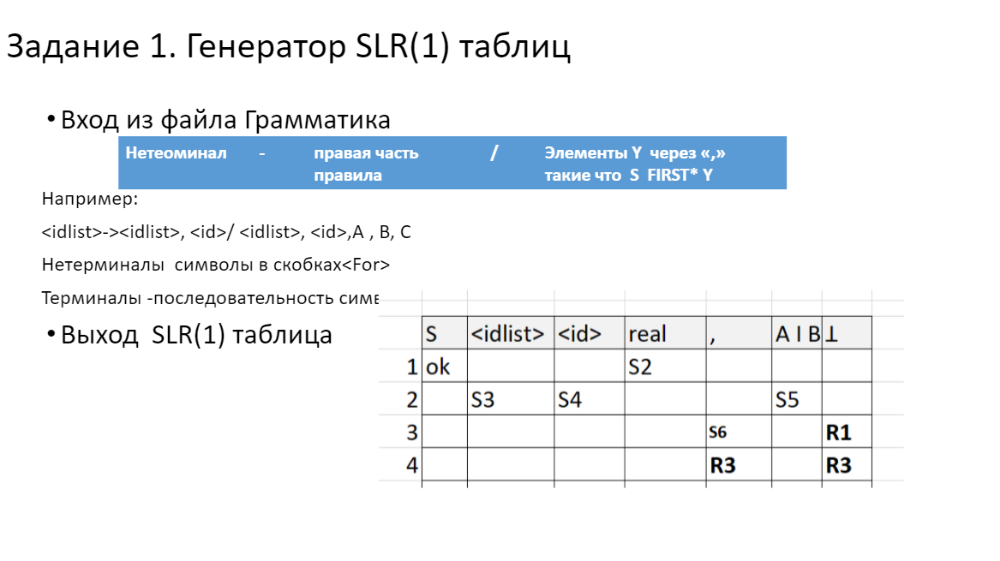 Задание 1. Генератор SLR(1) таблиц
• Вход из файла Грамматика
Нетеоминал - правая часть / Элементы Y через «,»
правила такие что S FIRST* Y
Например:
<idlist>-><idlist>, <id>/ <idlist>, <id>,A , B, C
Нетерминалы символы в скобках<For>
Терминалы -последовательность
• Выход SLR(1) таблица
S <idlist> <id> real , A I B ⊥
1 ok S2
2 S3 S4 S5
3 S6 R1
4 R3 R3